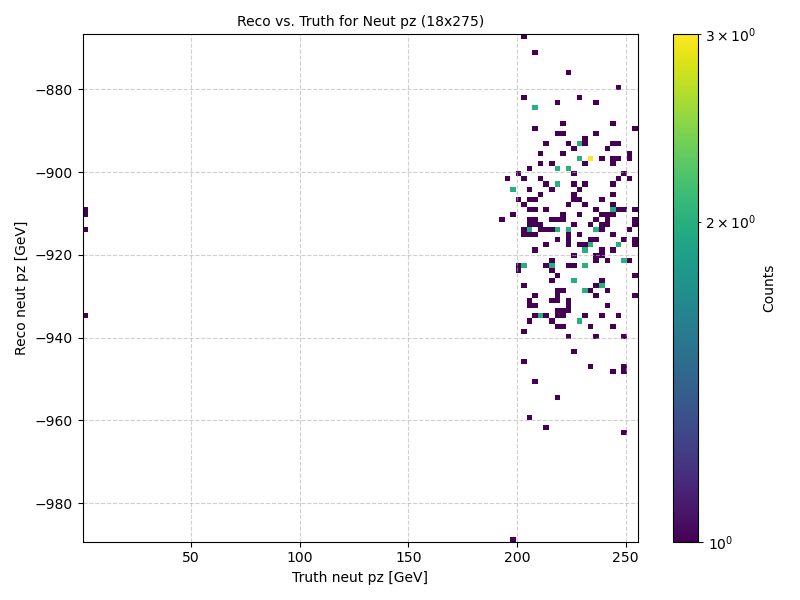 Reco vs. Truth for Neut pz (18x275)
Reco neut pz [GeV]
−880
−900
−920
−940
−960
−980
50
100
150
200
250
Truth neut pz [GeV]
3 × 10⁰
2 × 10⁰
10⁰
Counts